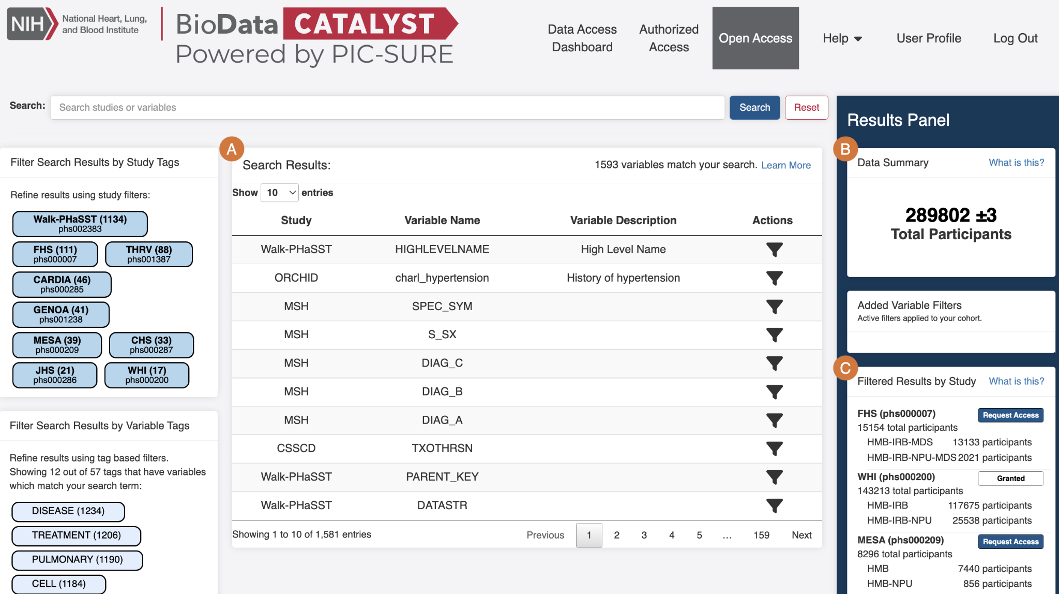 NIH National Heart, Lung, and Blood Institute
BioData CATALYST
Powered by PIC-SURE
Data Access Dashboard
Authorized Access
Open Access
Help
User Profile
Log Out
Search: Search studies or variables Search Reset
Filter Search Results by Study Tags
Refine results using study filters:
Walk-PHaSST (1134)
phs002383
FHS (111)
phs000007
THRV (88)
phs001387
CARDIA (46)
phs000285
GENOA (41)
phs001238
MESA (39)
phs000209
CHS (33)
phs000287
JHS (21)
phs000286
WHI (17)
phs000200
Filter Search Results by Variable Tags
Refine results using tag based filters.
Showing 12 out of 57 tags that have variables
which match your search term:
DISEASE (1234)
TREATMENT (1206)
PULMONARY (1190)
CELL (1184)
A
Search Results: 1593 variables match your search. Learn More
Show 10 entries
Study Variable Name Variable Description Actions
Walk-PHaSST HIGHLEVELNAME High Level Name
ORCHID charl_hypertension History of hypertension
MSH SPEC_SYM
MSH S_SX
MSH DIAG_C
MSH DIAG_B
MSH DIAG_A
CSSCD TXOTHRSN
Walk-PHaSST PARENT_KEY
Walk-PHaSST DATASTR
Showing 1 to 10 of 1,581 entries Previous 1 2 3 4 5 ... 159 Next
Results Panel
B
Data Summary What is this?
289802 ±3
Total Participants
Added Variable Filters
Active filters applied to your cohort.
C
Filtered Results by Study What is this?
FHS (phs000007) Request Access
15154 total participants
HMB-IRB-MDS 13133 participants
HMB-IRB-NPU-MDS 2021 participants
WHI (phs000200) Granted
143213 total participants
HMB-IRB 117675 participants
HMB-IRB-NPU 25538 participants
MESA (phs000209) Request Access
8296 total participants
HMB 7440 participants
HMB-NPU 856 participants